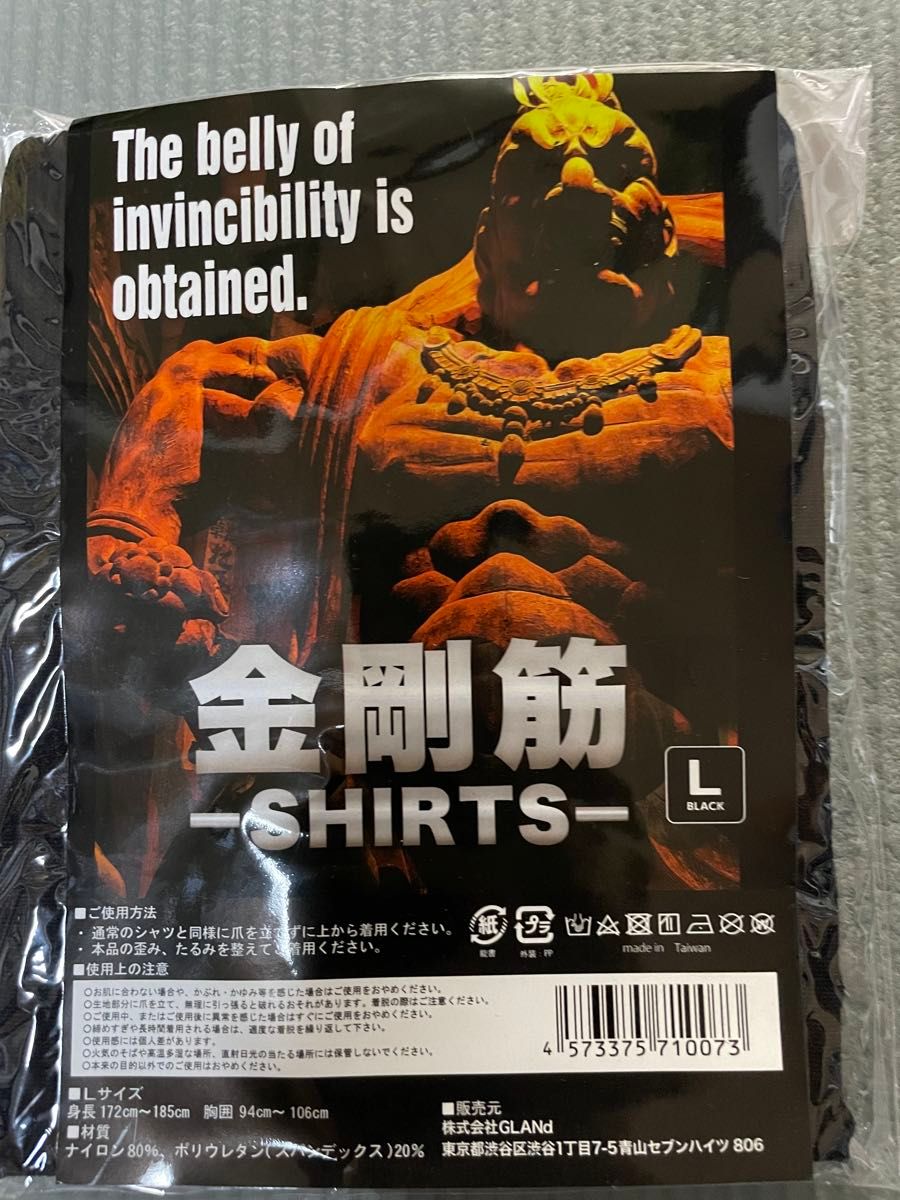 The belly of
invincibility is
obtained.
金剛筋
-SHIRTS-
L
BLACK
■ご使用方法
・通常のシャツと同様に爪を立てずに上から着用ください。
・本品の歪み、たるみを整えてご着用ください。
紙
プラ
外装:PP
made in Taiwan
■使用上の注意
○お肌に合わない場合や、かぶれ・かゆみ等を感じた場合はご使用をおやめください。
○生地部分に爪を立て、無理に引っ張ると破れるおそれがあります。着脱の際はご注意ください。
○ご使用中、またはご使用後に異常を感じた場合はすぐにご使用をおやめください。
○締めすぎや長時間着用される場合は、適度な着脱を繰り返して下さい。
○使用感には個人差があります。
○火気のそばや高温多湿な場所、直射日光の当たる場所には保管しないでください。
○本来の目的以外でのご使用はおやめください。
4 573375 710073
■Lサイズ
身長 172cm〜185cm 胸囲 94cm〜106cm
■材質
ナイロン80%、ポリウレタン(スパンデックス)20%
■販売元
株式会社GLANd
東京都渋谷区渋谷1丁目7-5青山セブンハイツ 806